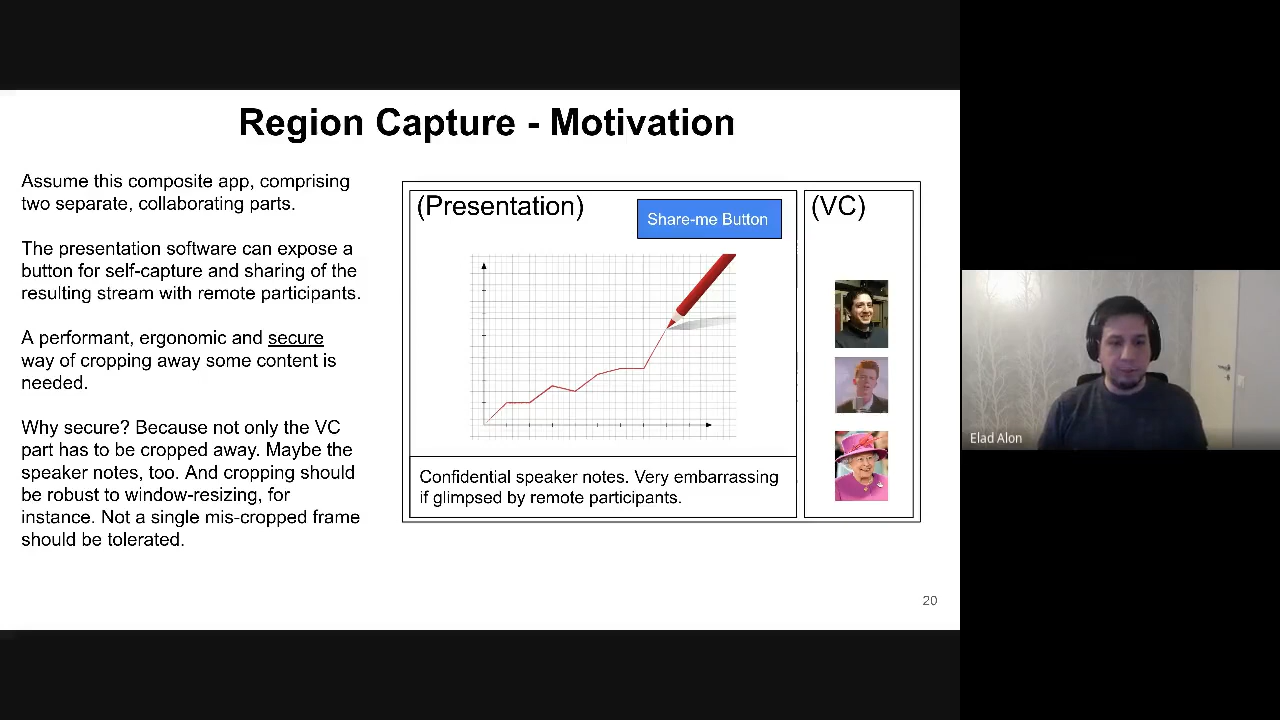 Region Capture - Motivation
Assume this composite app, comprising
two separate, collaborating parts.
The presentation software can expose a
button for self-capture and sharing of the
resulting stream with remote participants.
A performant, ergonomic and secure
way of cropping away some content is
needed.
Why secure? Because not only the VC
part has to be cropped away. Maybe the
speaker notes, too. And cropping should
be robust to window-resizing, for
instance. Not a single mis-cropped frame
should be tolerated.
(Presentation)
Share-me Button
(VC)
Confidential speaker notes. Very embarrassing
if glimpsed by remote participants.
20
Elad Alon